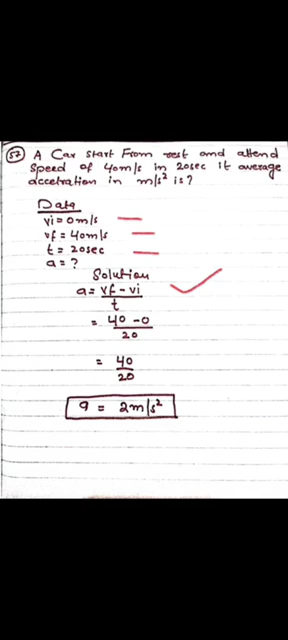 57 A Car start From rest and attend
Speed of 40m/s in 20sec it average
accetration in m/s² is?
Data
vi = 0m/s
vf = 40m/s
t = 20sec
a = ?
Solution
a = vf - vi
t
= 40 - 0
20
= 40
20
a = 2m/s²